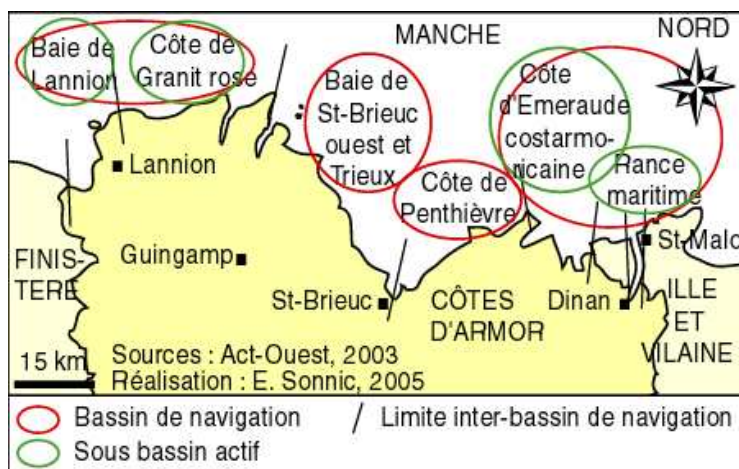 MANCHE
NORD
Baie de
Lannion
Côte de
Granit rose
Baie de
St-Brieuc
ouest et
Trieux
Côte de
Penthièvre
Côte
d'Emeraude
costarmo-
ricaine
Rance
maritime
Lannion
St-Malo
Guingamp
FINIS-
TERE
St-Brieuc
CÔTES
D'ARMOR
Dinan
ILLE
ET
VILAINE
15 km
Sources : Act-Ouest, 2003
Réalisation : E. Sonnic, 2005
Bassin de navigation
Limite inter-bassin de navigation
Sous bassin actif